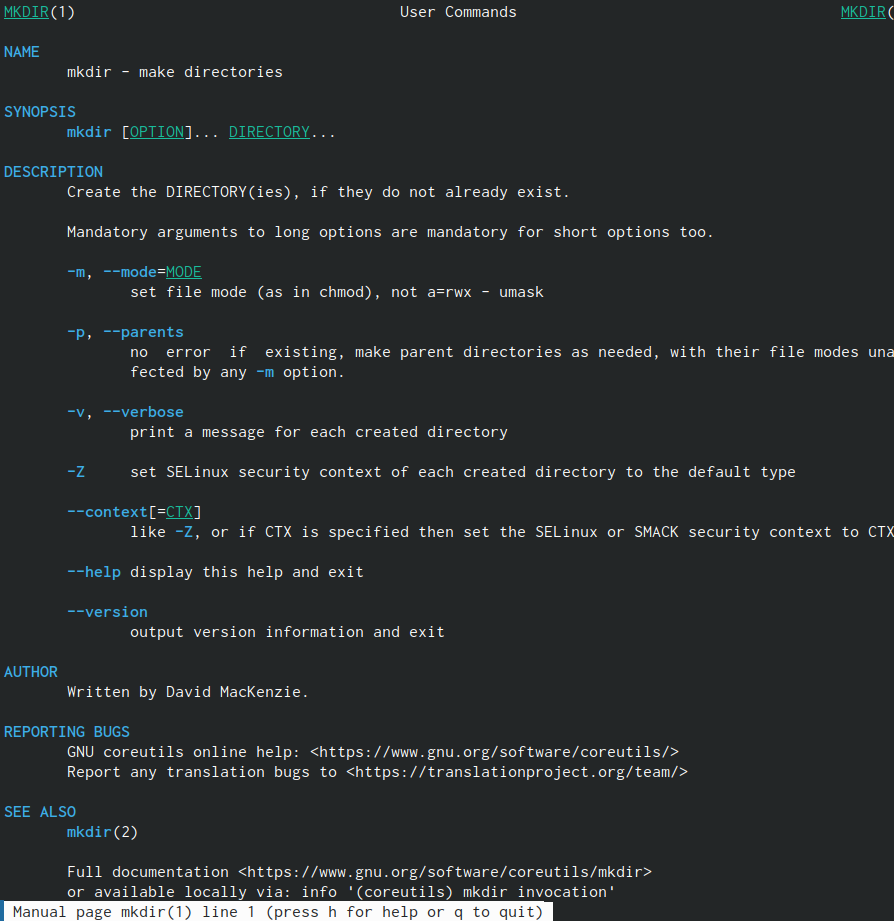 MKDIR(1) User Commands MKDIR(
NAME
mkdir - make directories
SYNOPSIS
mkdir [OPTION]... DIRECTORY...
DESCRIPTION
Create the DIRECTORY(ies), if they do not already exist.
Mandatory arguments to long options are mandatory for short options too.
-m, --mode=MODE
set file mode (as in chmod), not a=rwx - umask
-p, --parents
no error if existing, make parent directories as needed, with their file modes una
fected by any -m option.
-v, --verbose
print a message for each created directory
-Z set SELinux security context of each created directory to the default type
--context[=CTX]
like -Z, or if CTX is specified then set the SELinux or SMACK security context to CTX
--help display this help and exit
--version
output version information and exit
AUTHOR
Written by David MacKenzie.
REPORTING BUGS
GNU coreutils online help: <https://www.gnu.org/software/coreutils/>
Report any translation bugs to <https://translationproject.org/team/>
SEE ALSO
mkdir(2)
Full documentation <https://www.gnu.org/software/coreutils/mkdir>
or available locally via: info '(coreutils) mkdir invocation'
Manual page mkdir(1) line 1 (press h for help or q to quit)